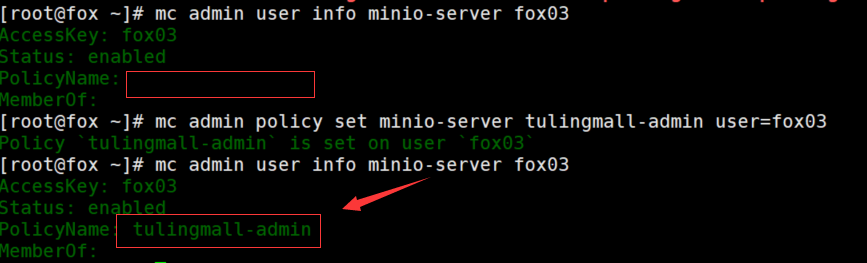 [root@fox ~]# mc admin user info minio-server fox03
AccessKey: fox03
Status: enabled
PolicyName:
MemberOf:
[root@fox ~]# mc admin policy set minio-server tulingmall-admin user=fox03
Policy `tulingmall-admin` is set on user `fox03`
[root@fox ~]# mc admin user info minio-server fox03
AccessKey: fox03
Status: enabled
PolicyName: tulingmall-admin
MemberOf: